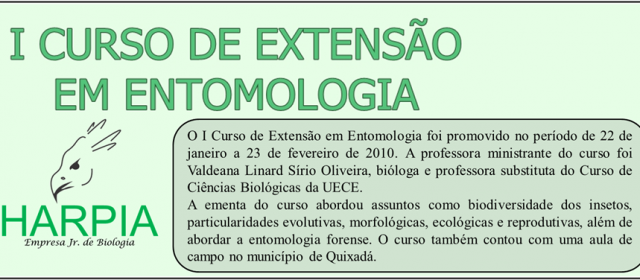 I CURSO DE EXTENSÃO
EM ENTOMOLOGIA
HARPIA
Empresa Jr. de Biologia
O I Curso de Extensão em Entomologia foi promovido no período de 22 de
janeiro a 23 de fevereiro de 2010. A professora ministrante do curso foi
Valdeana Linard Sírio Oliveira, bióloga e professora substituta do Curso de
Ciências Biológicas da UECE.
A ementa do curso abordou assuntos como biodiversidade dos insetos,
particularidades evolutivas, morfológicas, ecológicas e reprodutivas, além de
abordar a entomologia forense. O curso também contou com uma aula de
campo no município de Quixadá.